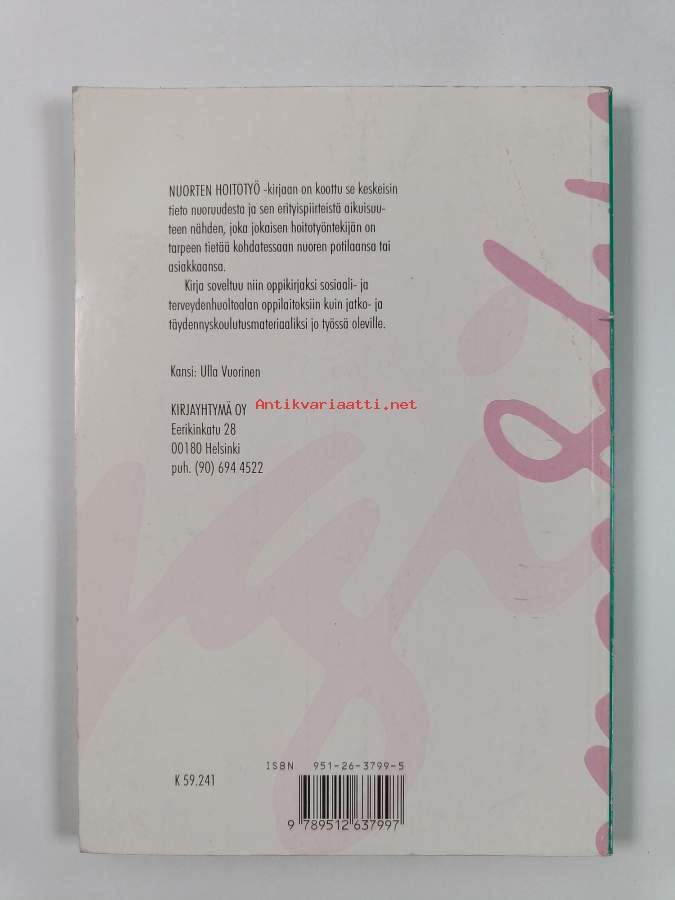 NUORTEN HOITOTYÖ -kirjaan on koottu se keskeisin
tieto nuoruudesta ja sen erityispiirteistä aikuisuu-
teen nähden, joka jokaisen hoitotyöntekijän on
tarpeen tietää kohdatessaan nuoren potilaansa tai
asiakkaansa.
Kirja soveltuu niin oppikirjaksi sosiaali- ja
terveydenhuoltoalan oppilaitoksiin kuin jatko- ja
täydennyskoulutusmateriaaliksi jo työssä oleville.
Kansi: Ulla Vuorinen
Antikvariaatti.net
KIRJAYHTYMÄ OY
Eerikinkatu 28
00180 Helsinki
puh. (90) 694 4522
ISBN 951-26-3799-5
K 59.241
9 789512 637997